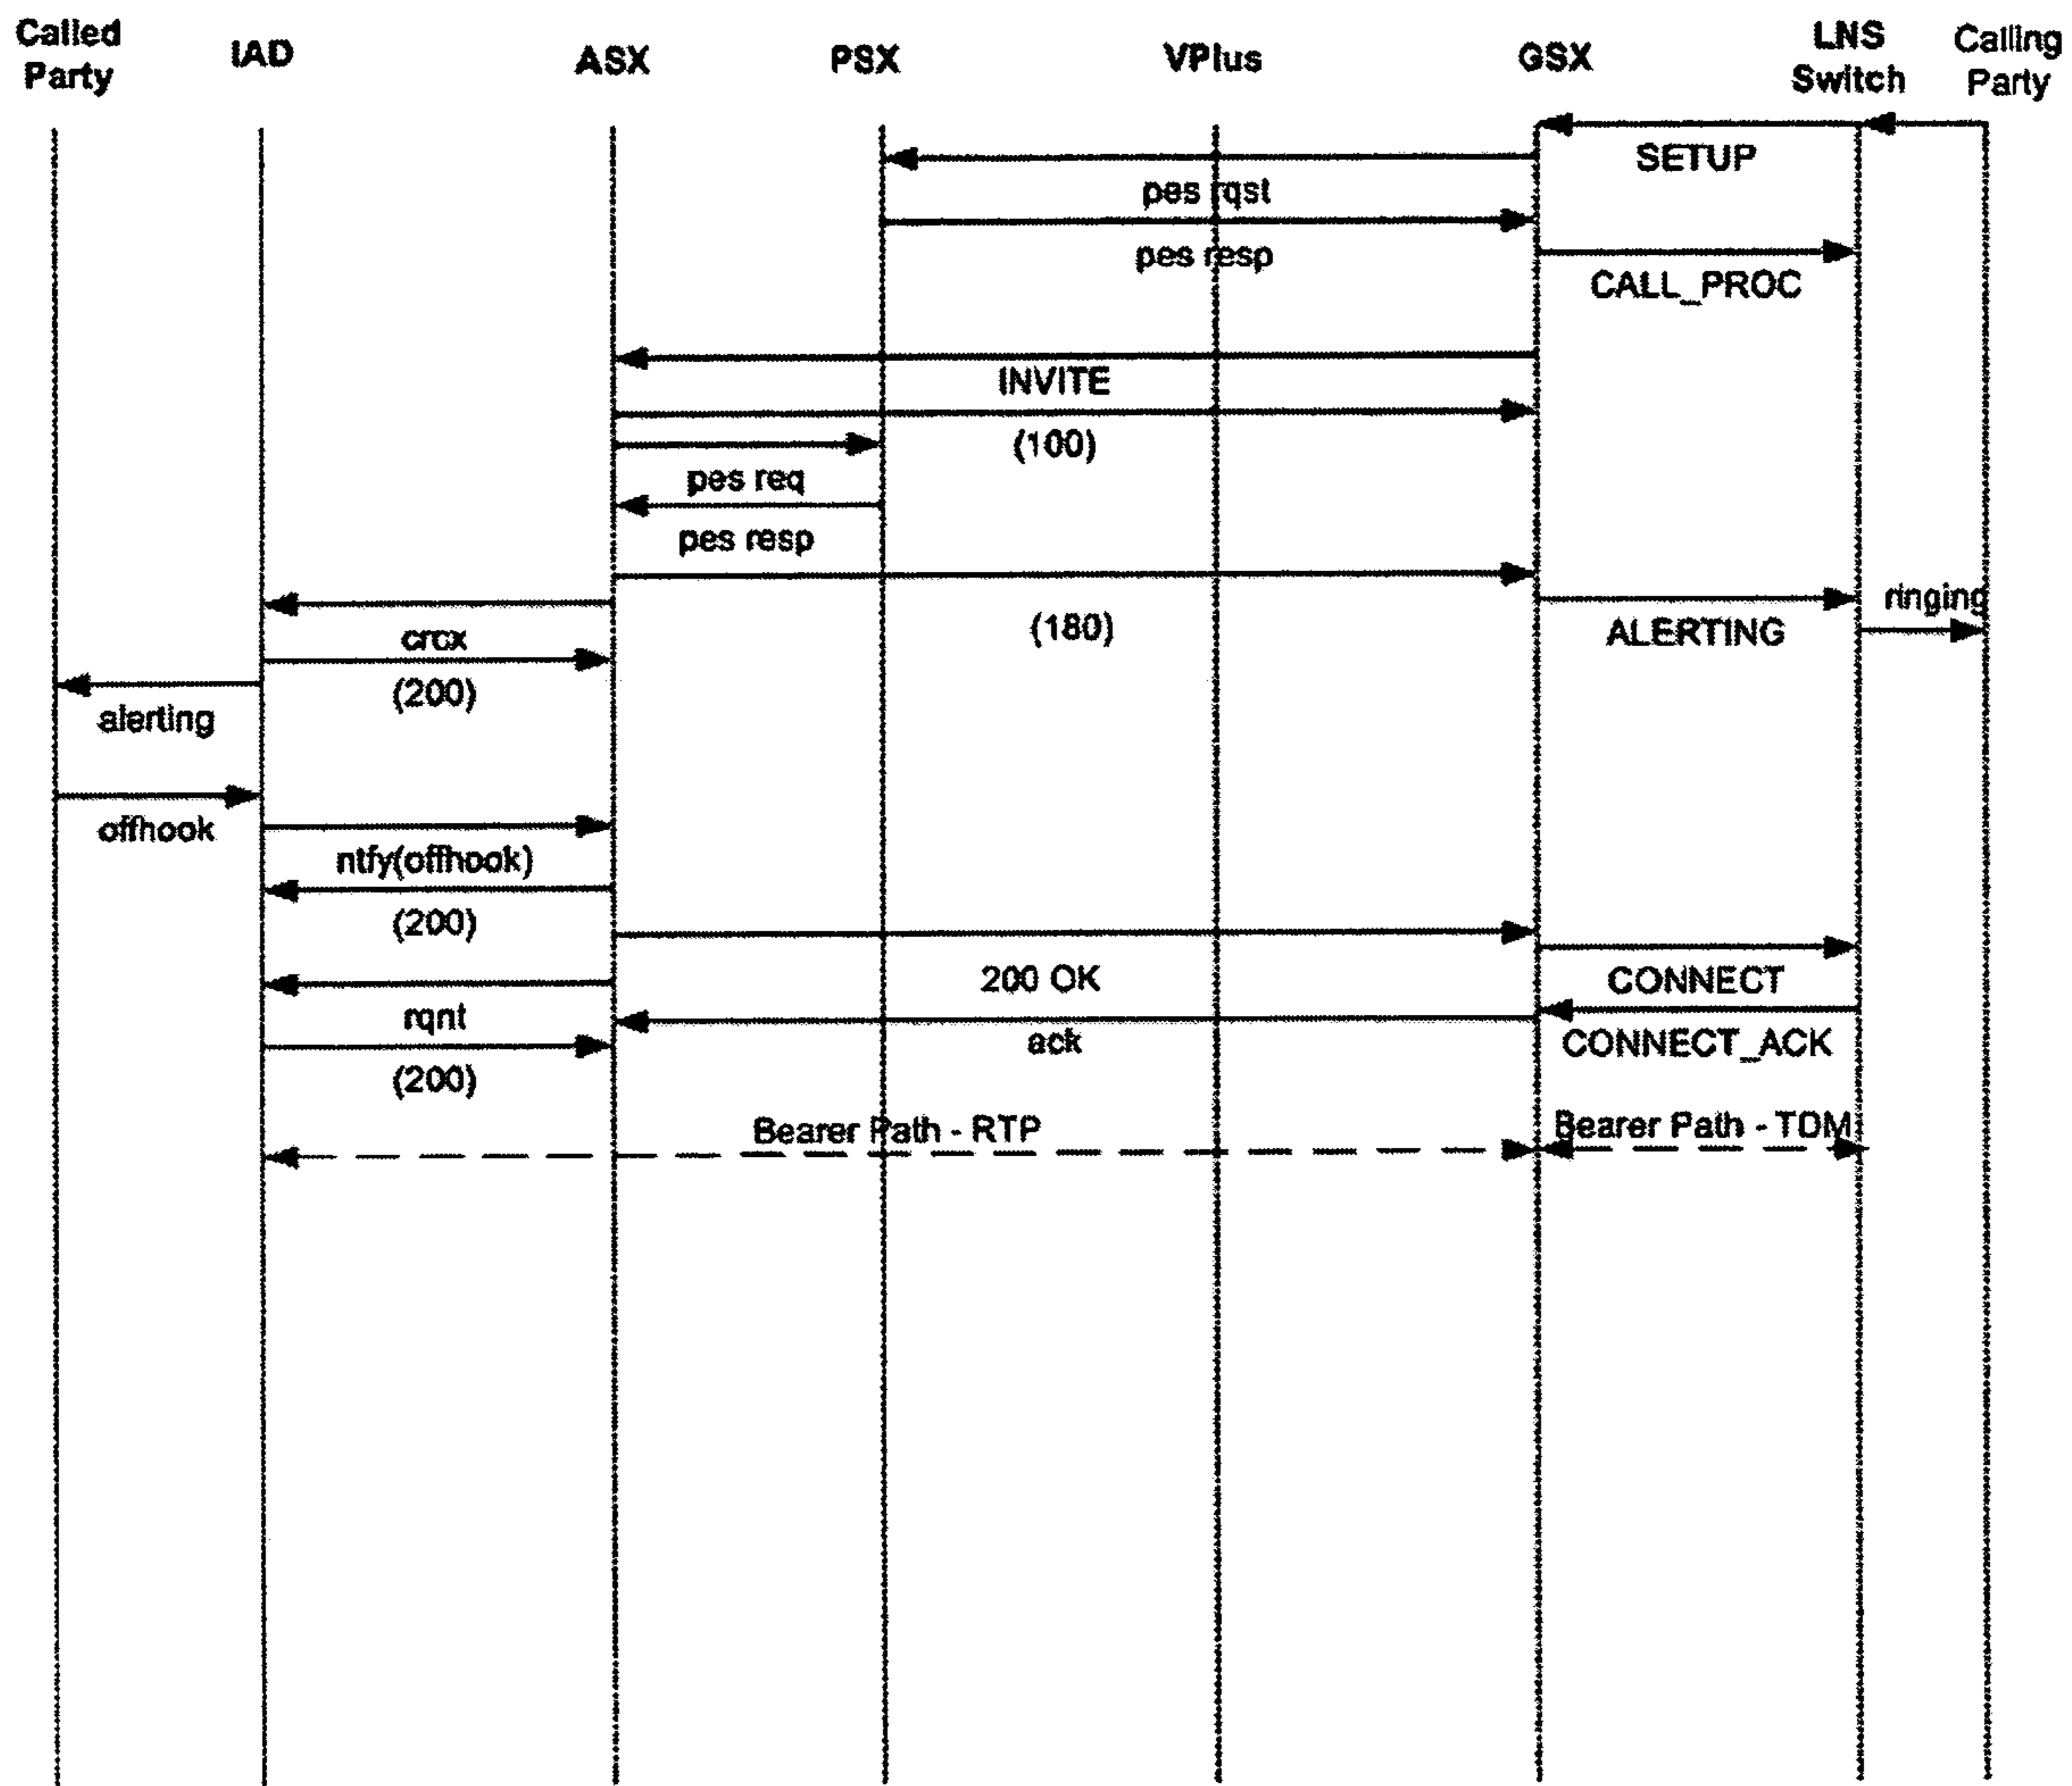 Called
Party
IAD
ASX
PSX
VPlus
GSX
LNS
Switch
Calling
Party
SETUP
pes rqst
pes resp
CALL_PROC
INVITE
(100)
pes req
pes resp
crcx
(180)
ALERTING
ringing
(200)
alerting
offhook
ntfy(offhook)
(200)
200 OK
CONNECT
rqnt
ack
CONNECT_ACK
(200)
Bearer Path - RTP
Bearer Path - TDM